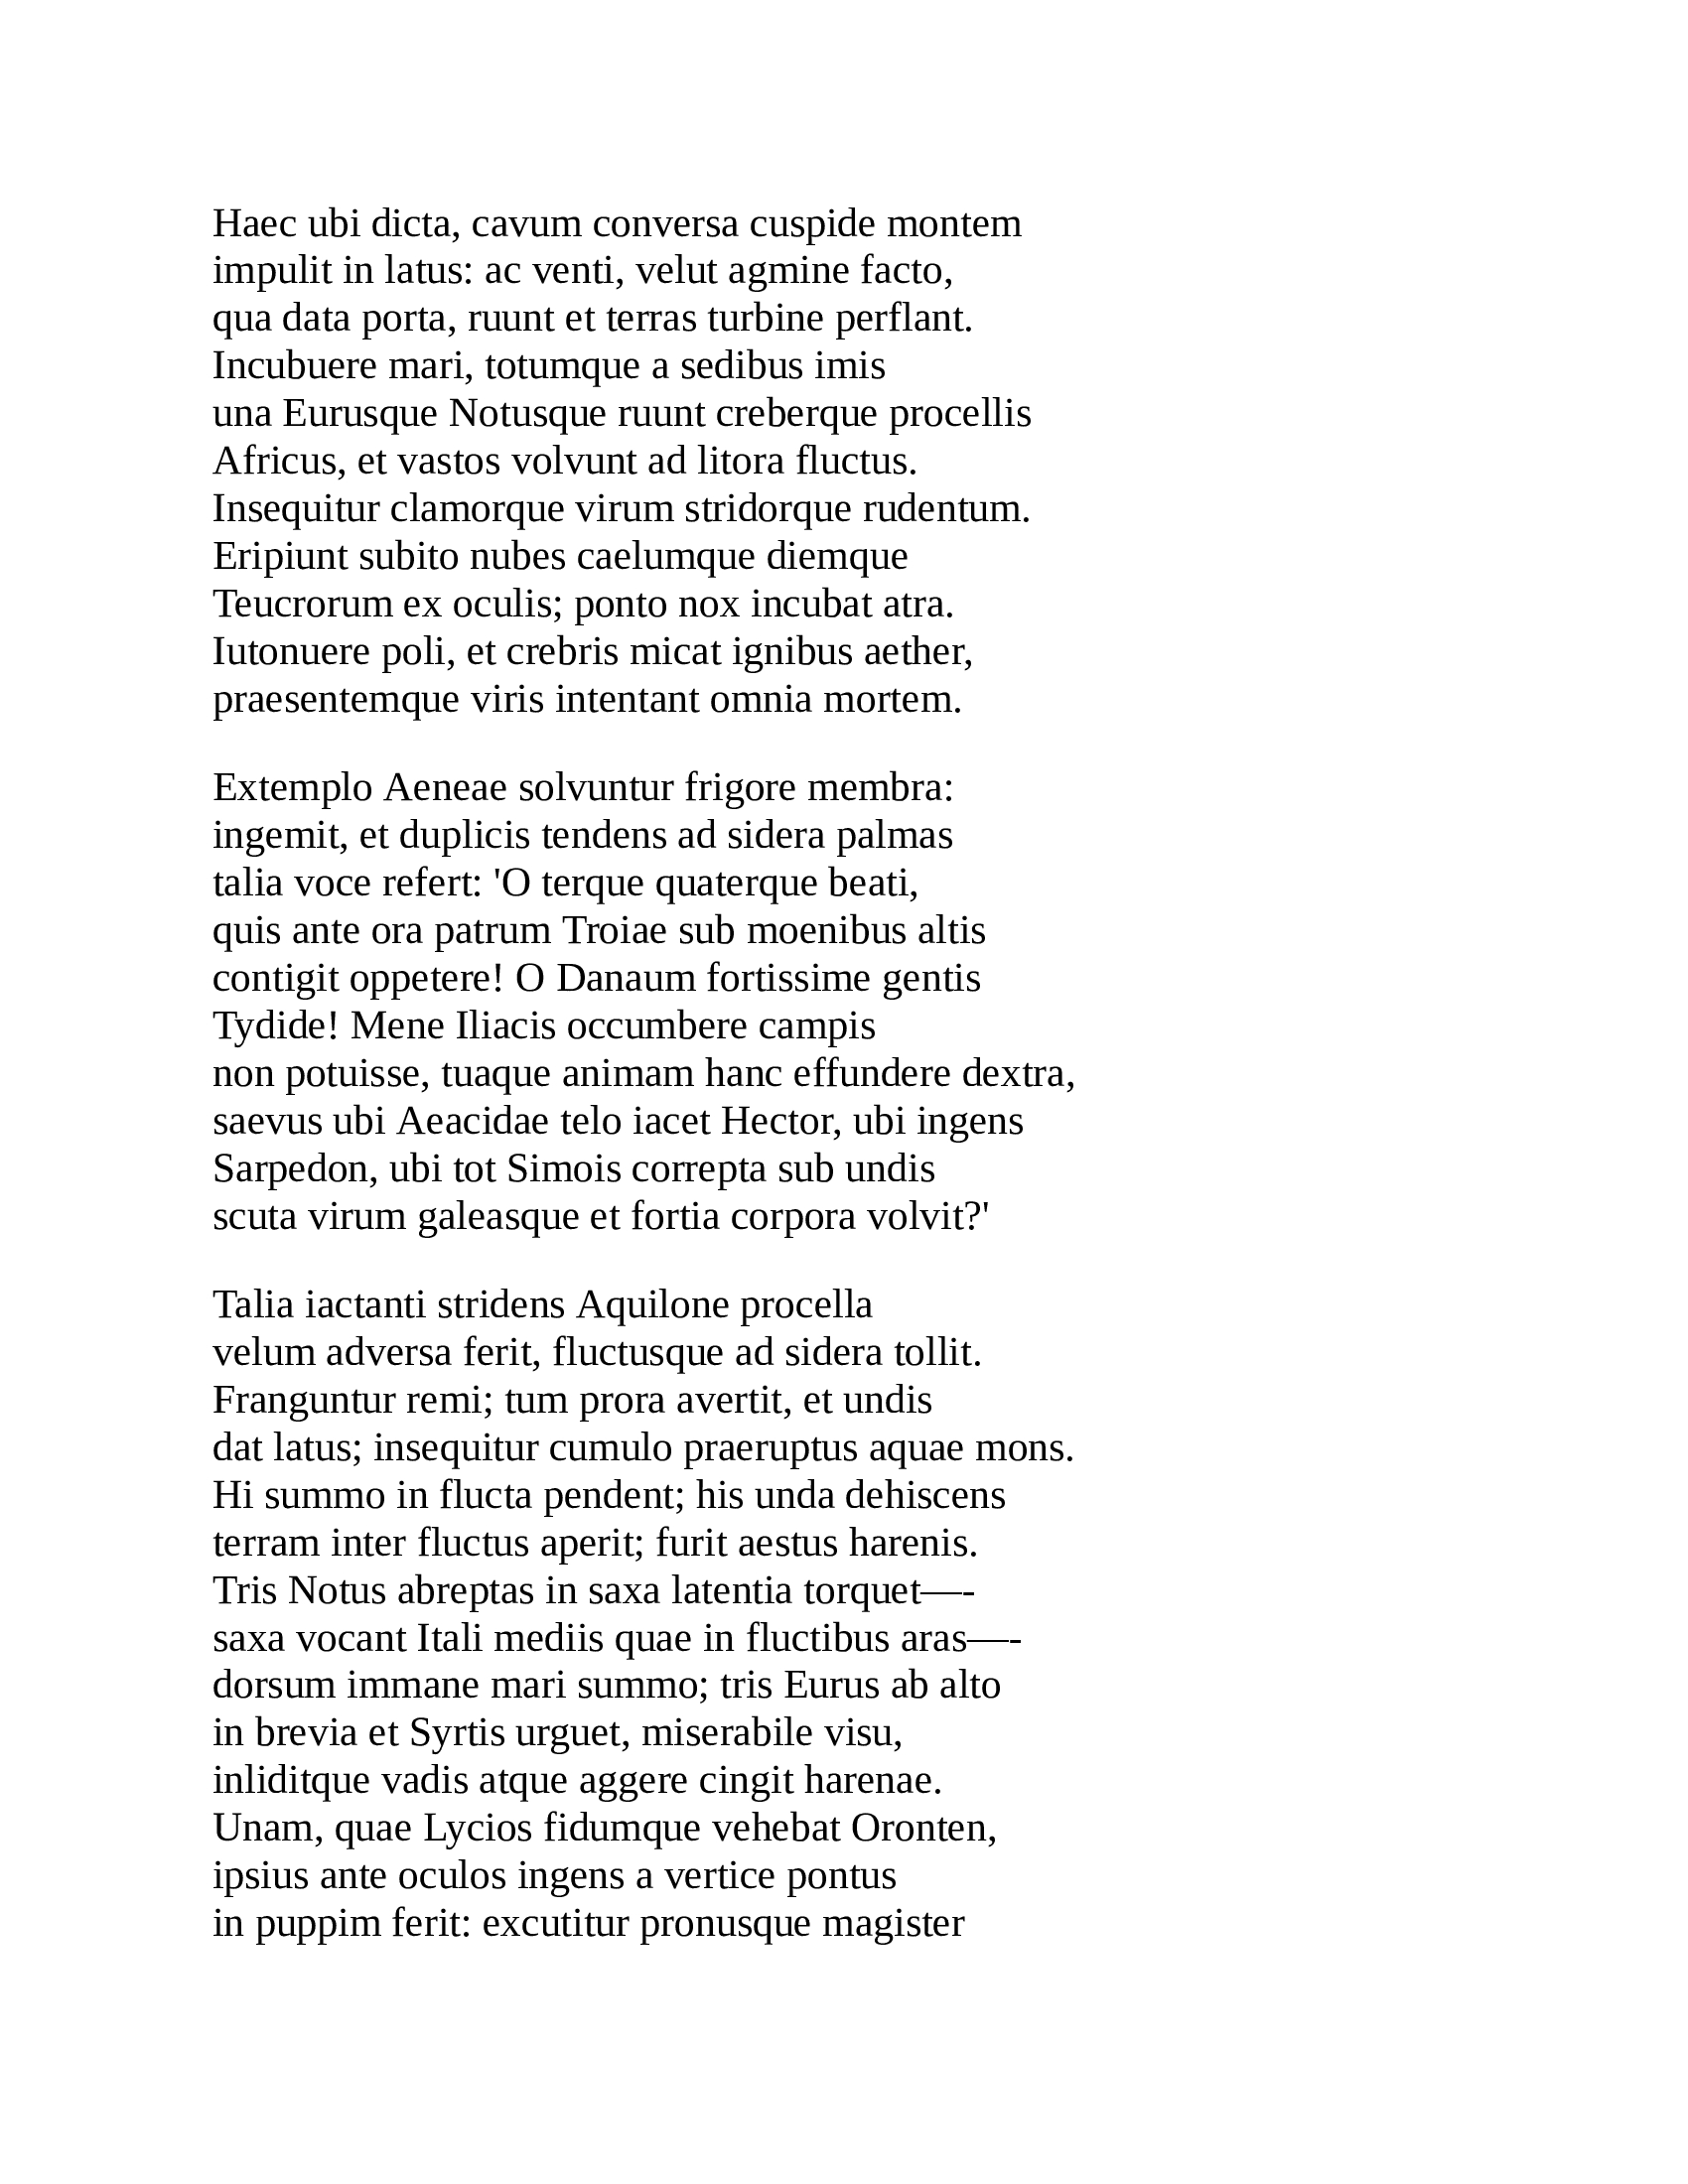 Haec ubi dicta, cavum conversa cuspide montem
impulit in latus: ac venti, velut agmine facto,
qua data porta, ruunt et terras turbine perflant.
Incubuere mari, totumque a sedibus imis
una Eurusque Notusque ruunt creberque procellis
Africus, et vastos volvunt ad litora fluctus.
Insequitur clamorque virum stridorque rudentum.
Eripiunt subito nubes caelumque diemque
Teucrorum ex oculis; ponto nox incubat atra.
Iutonuere poli, et crebris micat ignibus aether,
praesentemque viris intentant omnia mortem.

Extemplo Aeneae solvuntur frigore membra:
ingemit, et duplicis tendens ad sidera palmas
talia voce refert: 'O terque quaterque beati,
quis ante ora patrum Troiae sub moenibus altis
contigit oppetere! O Danaum fortissime gentis
Tydide! Mene Iliacis occumbere campis
non potuisse, tuaque animam hanc effundere dextra,
saevus ubi Aeacidae telo iacet Hector, ubi ingens
Sarpedon, ubi tot Simois correpta sub undis
scuta virum galeasque et fortia corpora volvit?'

Talia iactanti stridens Aquilone procella
velum adversa ferit, fluctusque ad sidera tollit.
Franguntur remi; tum prora avertit, et undis
dat latus; insequitur cumulo praeruptus aquae mons.
Hi summo in flucta pendent; his unda dehiscens
terram inter fluctus aperit; furit aestus harenis.
Tris Notus abreptas in saxa latentia torquet—-
saxa vocant Itali mediis quae in fluctibus aras—-
dorsum immane mari summo; tris Eurus ab alto
in brevia et Syrtis urguet, miserabile visu,
inliditque vadis atque aggere cingit harenae.
Unam, quae Lycios fidumque vehebat Oronten,
ipsius ante oculos ingens a vertice pontus
in puppim ferit: excutitur pronusque magister